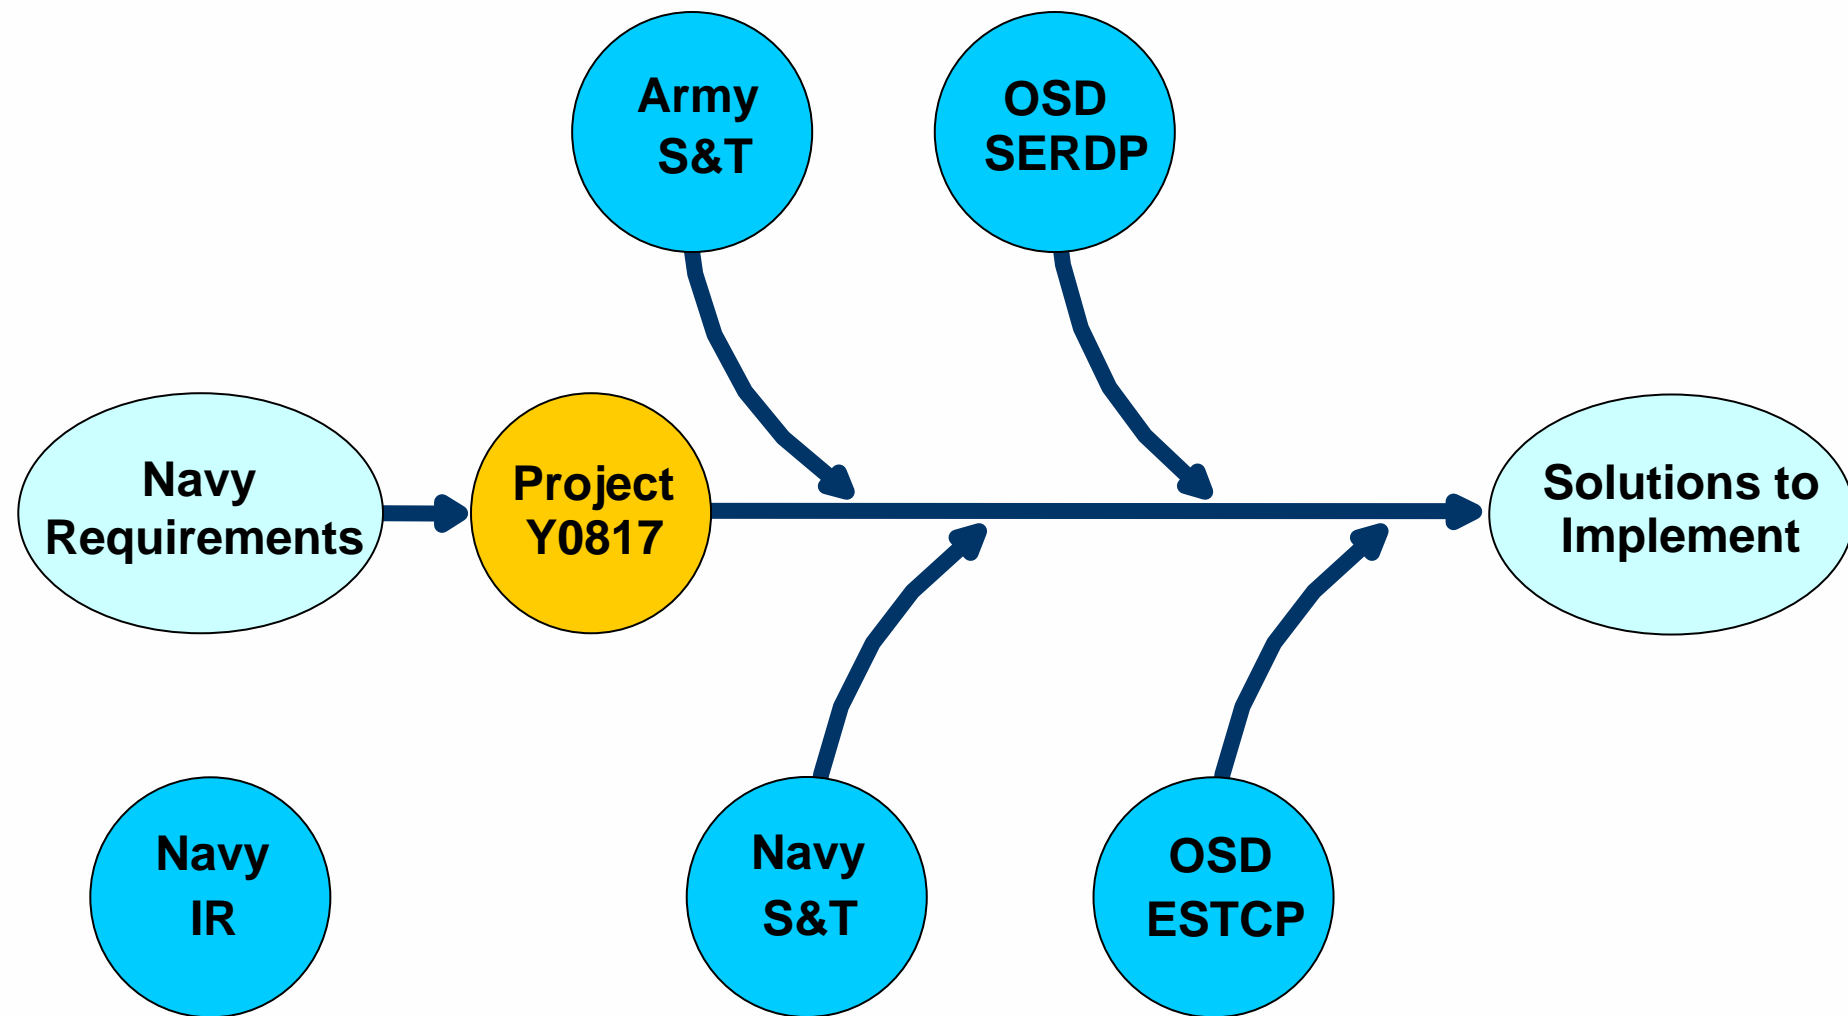 Army
S&T
OSD
SERDP
Navy
Requirements
Project
Y0817
Solutions to
Implement
Navy
IR
Navy
S&T
OSD
ESTCP